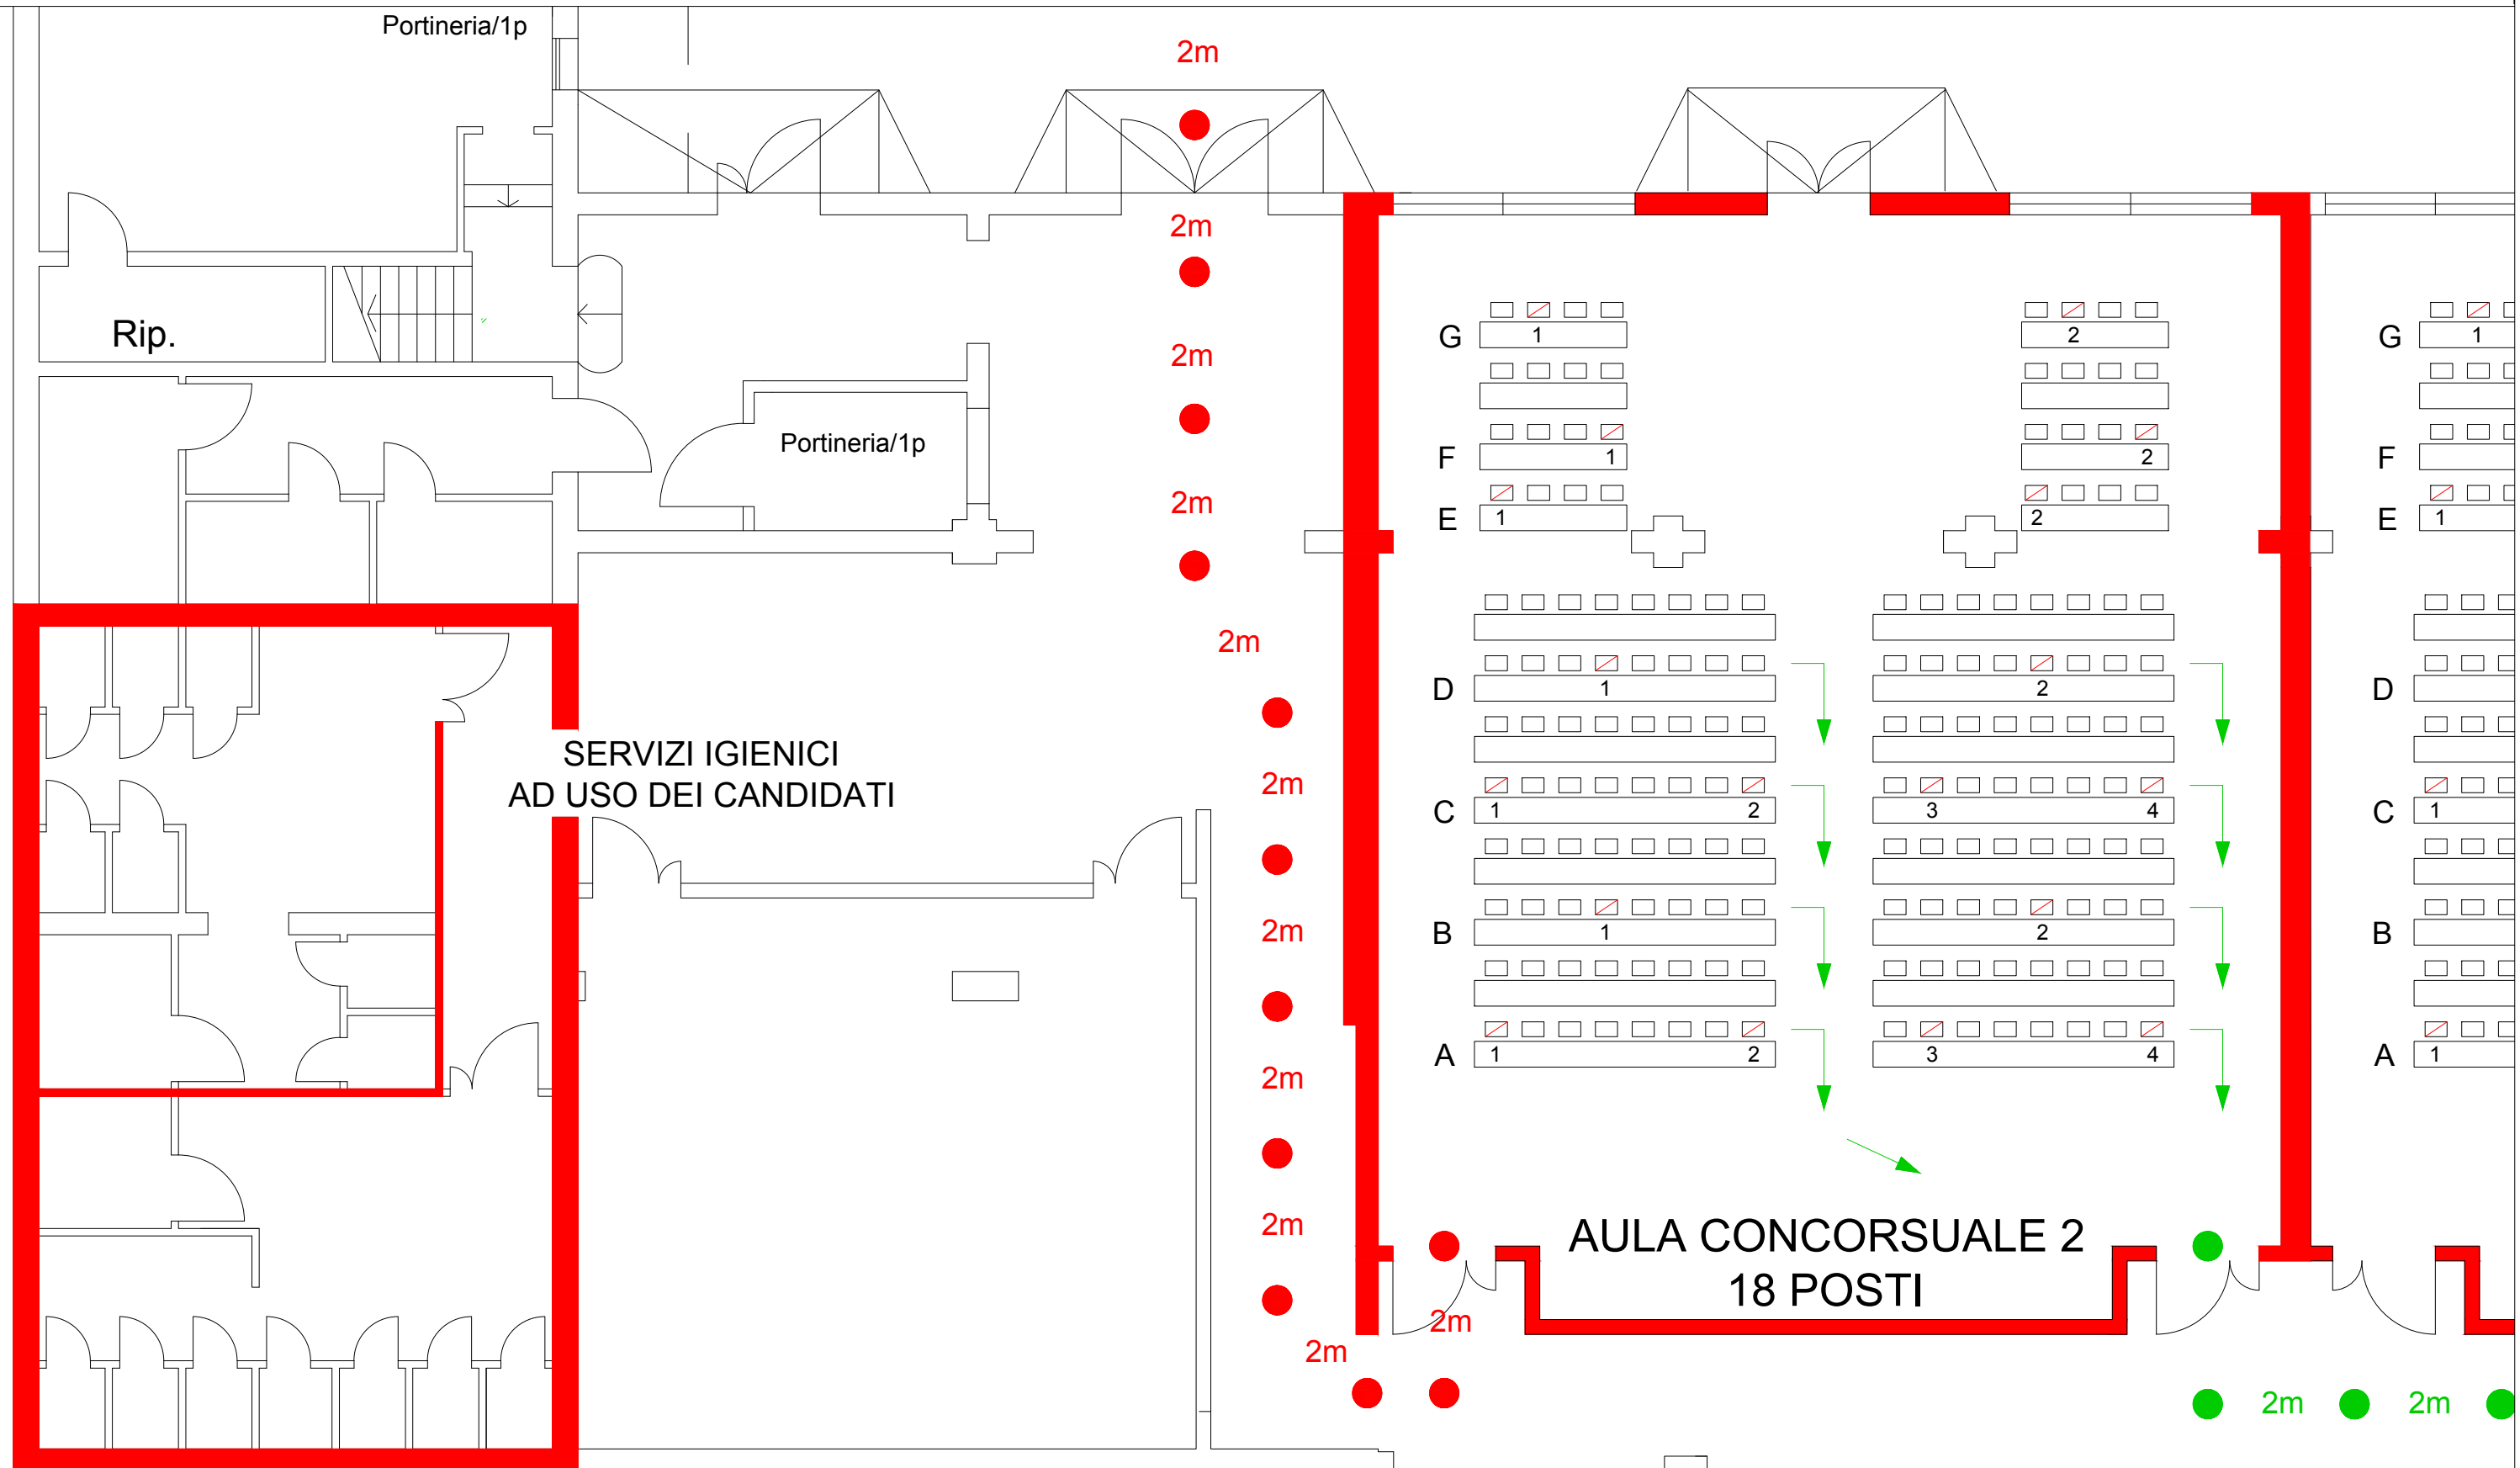 Portineria/1p
2m
2m
Rip.
G 1 2 G 1
2m
Portineria/1p
F 1 2 F
2m
E 1 2 E 1
2m
D 1 2 D
SERVIZI IGIENICI
AD USO DEI CANDIDATI
2m
C 1 2 3 4 C 1
2m
B 1 2 B
2m
A 1 2 3 4 A 1
2m
AULA CONCORSUALE 2
18 POSTI
2m
2m
2m 2m